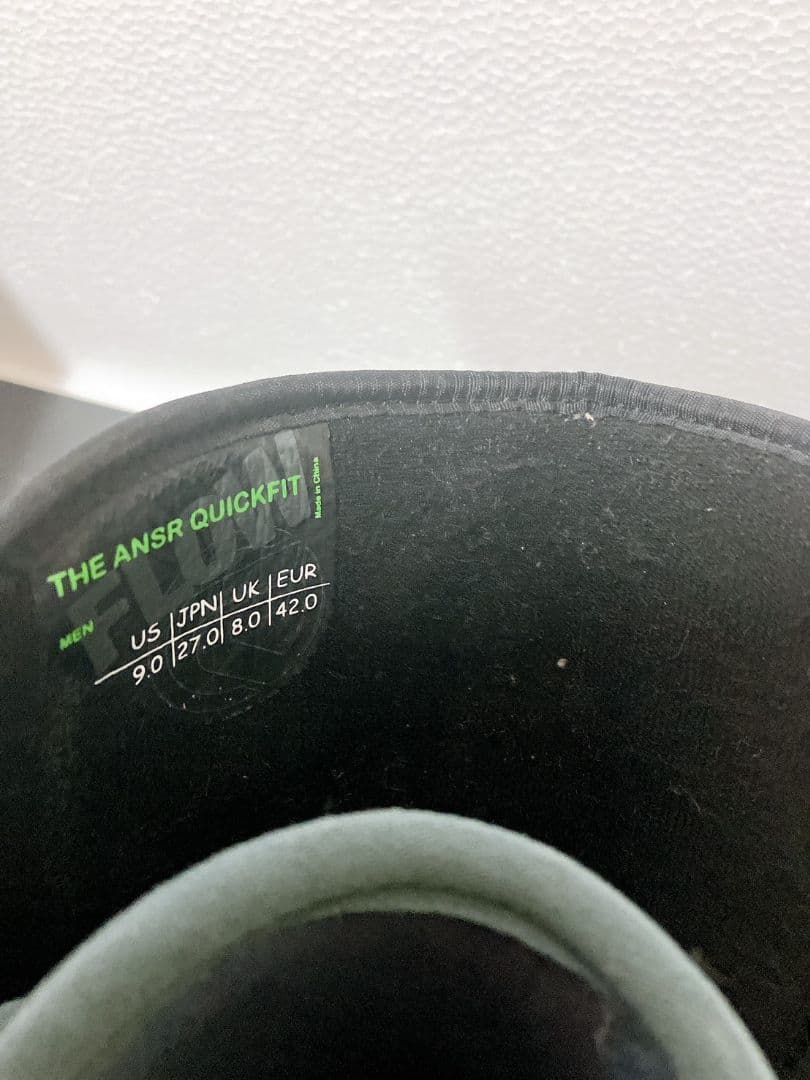 FLOW
THE ANSR QUICKFIT
Made in China
MEN
US JPN UK EUR
9.0 27.0 8.0 42.0